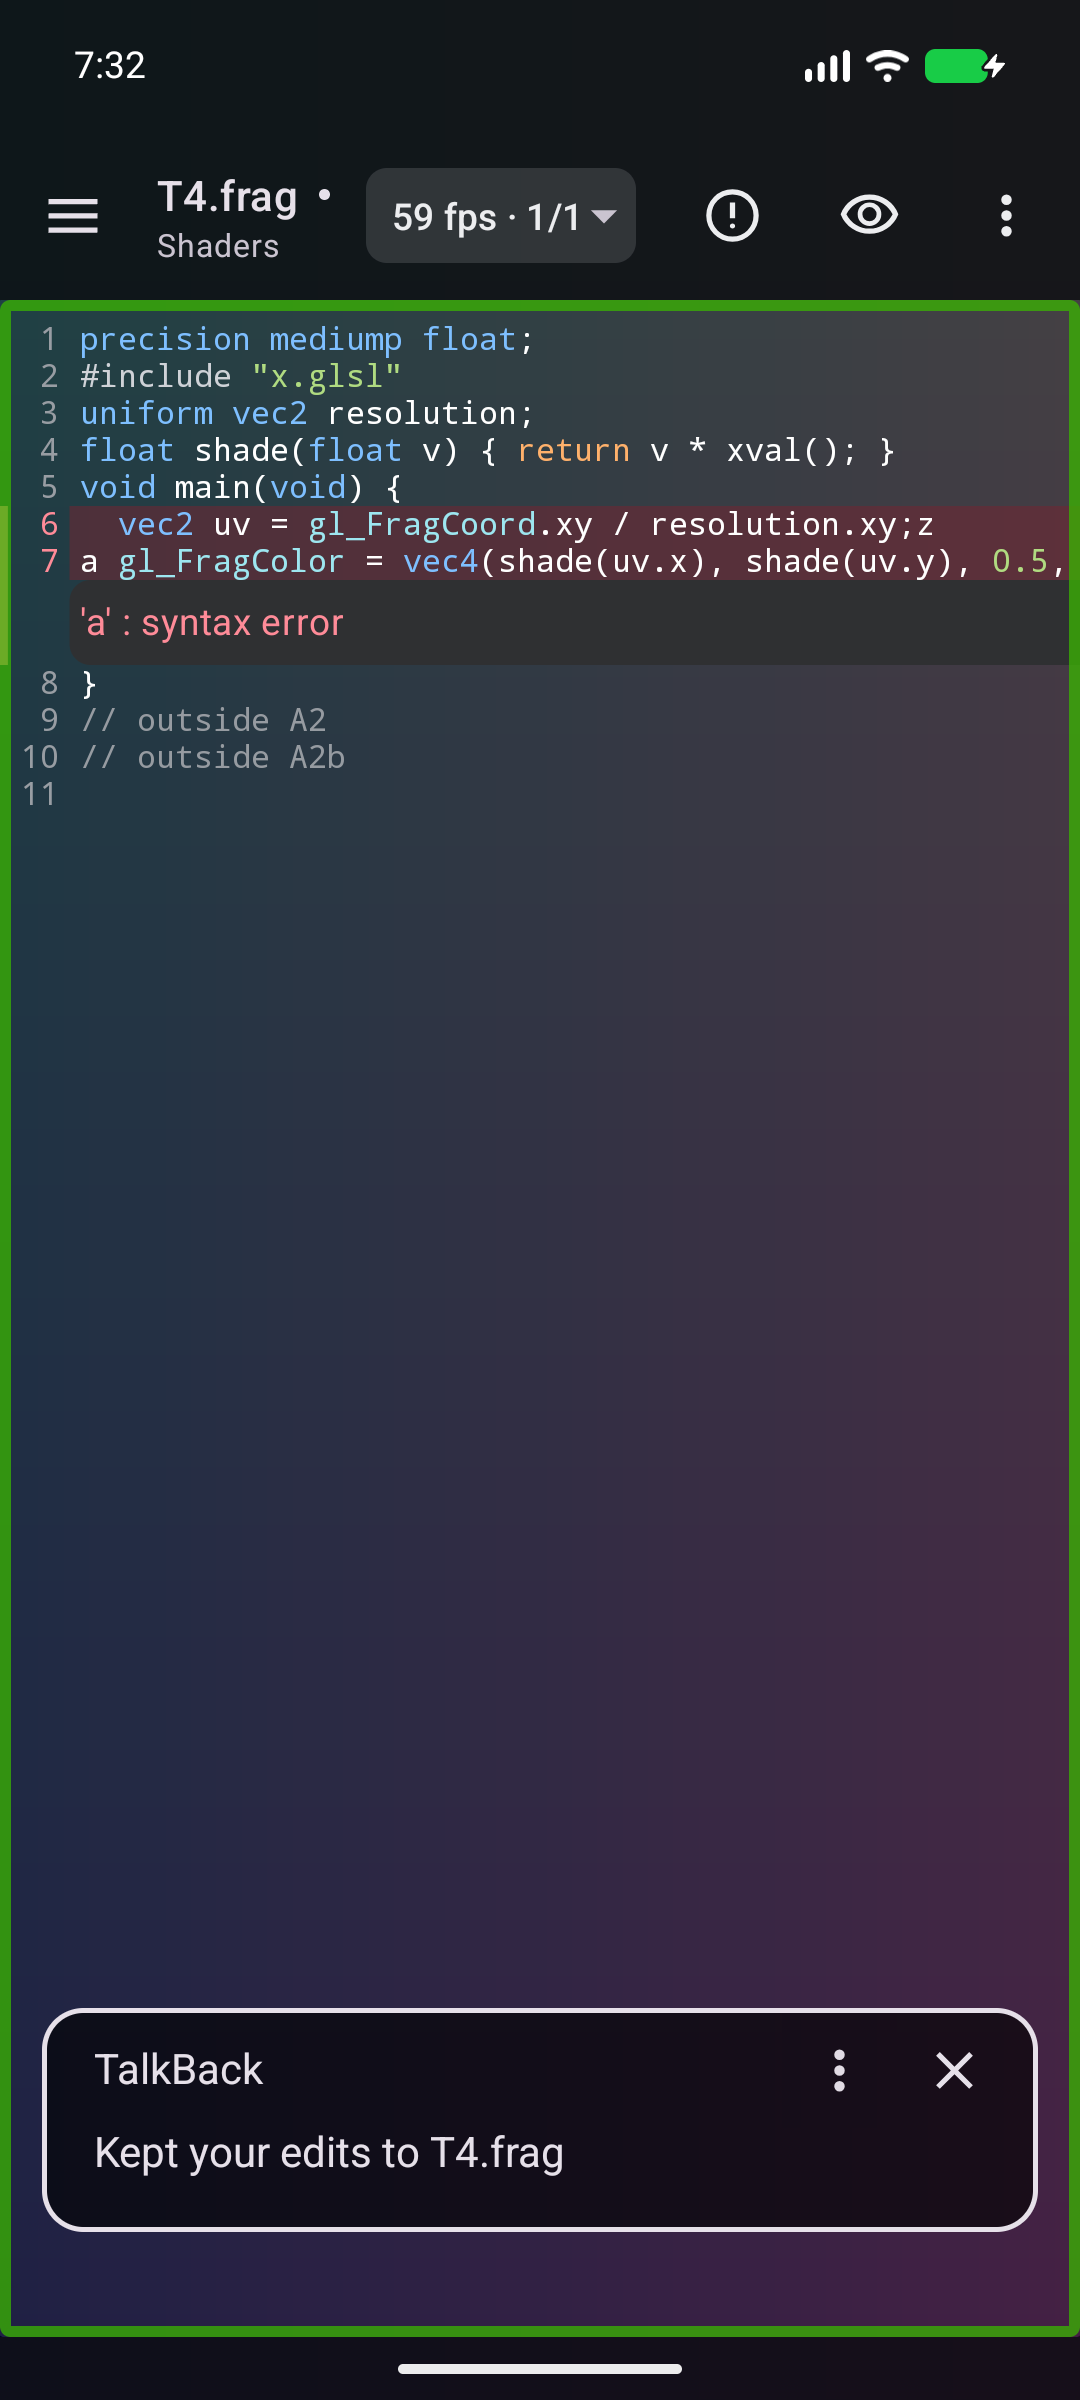 7:32
T4.frag •
Shaders
59 fps · 1/1
1 precision mediump float;
2 #include "x.glsl"
3 uniform vec2 resolution;
4 float shade(float v) { return v * xval(); }
5 void main(void) {
6   vec2 uv = gl_FragCoord.xy / resolution.xy;z
7 a gl_FragColor = vec4(shade(uv.x), shade(uv.y), 0.5,
'a' : syntax error
8 }
9 // outside A2
10 // outside A2b
11
TalkBack
Kept your edits to T4.frag